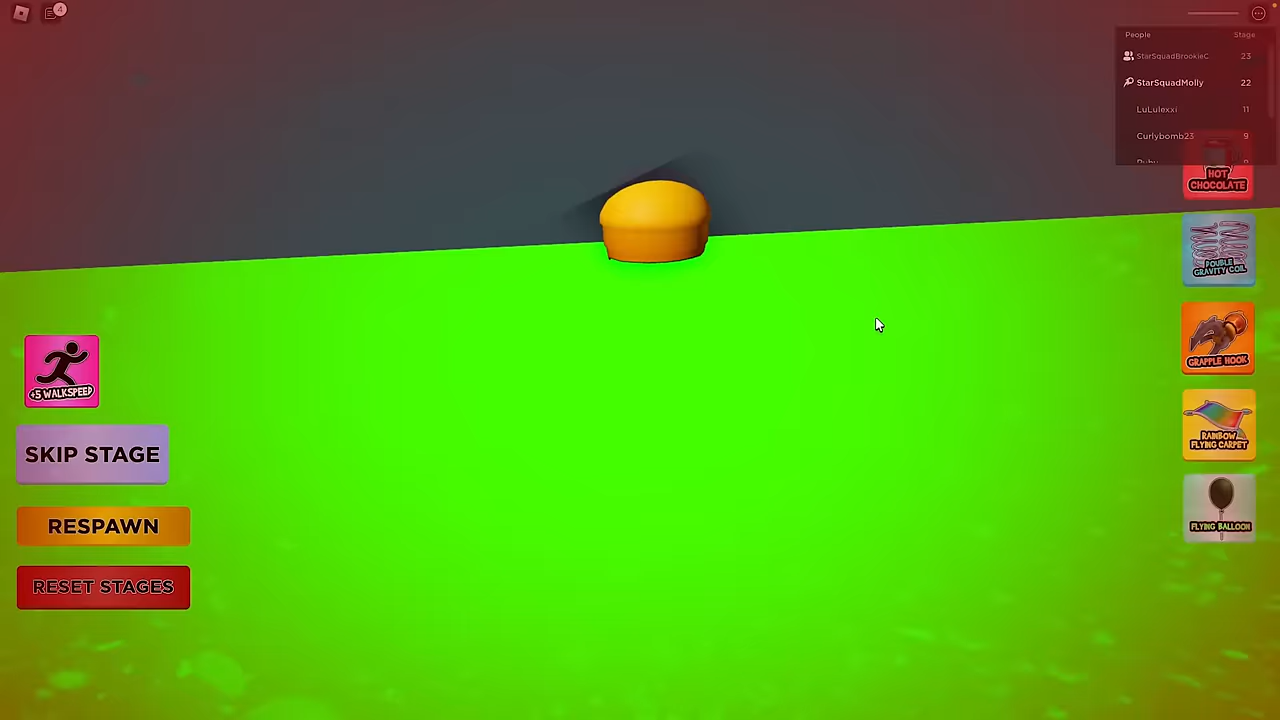 4
People Stage
StarSquadBrookieC 23
StarSquadMolly 22
LuLulexxi 11
Curlybomb23 9
HOT
CHOCOLATE
DOUBLE
GRAVITY COIL
+5 WALKSPEED
GRAPPLE HOOK
SKIP STAGE
RAINBOW
FLYING CARPET
RESPAWN
FLYING BALLOON
RESET STAGES